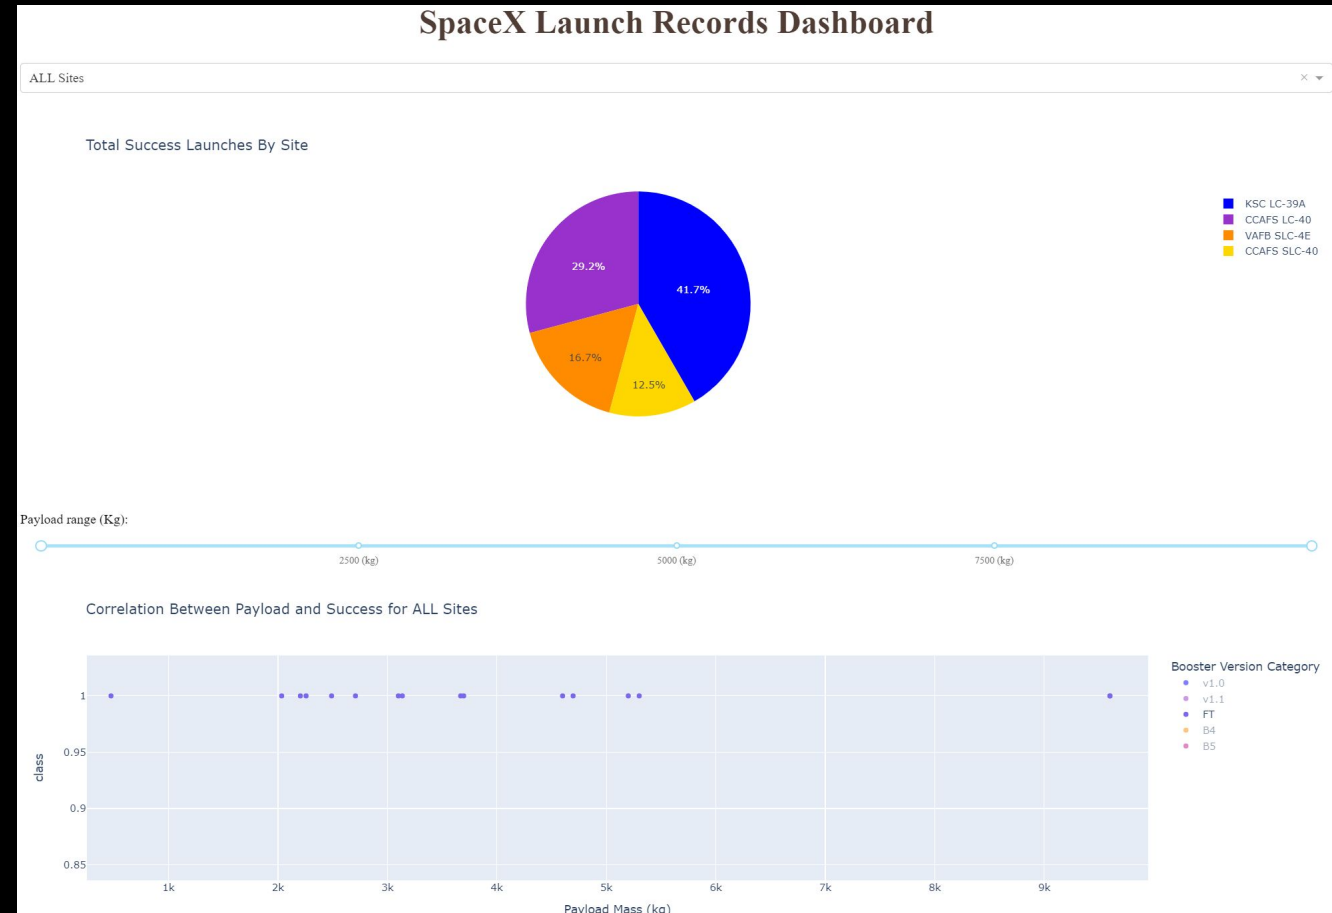 SpaceX Launch Records Dashboard
ALL Sites
×
Total Success Launches By Site
KSC LC-39A
CCAFS LC-40
VAFB SLC-4E
CCAFS SLC-40
29.2%
41.7%
16.7%
12.5%
Payload range (Kg):
2500 (kg) 5000 (kg) 7500 (kg)
Correlation Between Payload and Success for ALL Sites
Booster Version Category
v1.0
v1.1
FT
B4
B5
class
1
0.95
0.9
0.85
1k 2k 3k 4k 5k 6k 7k 8k 9k
Payload Mass (kg)